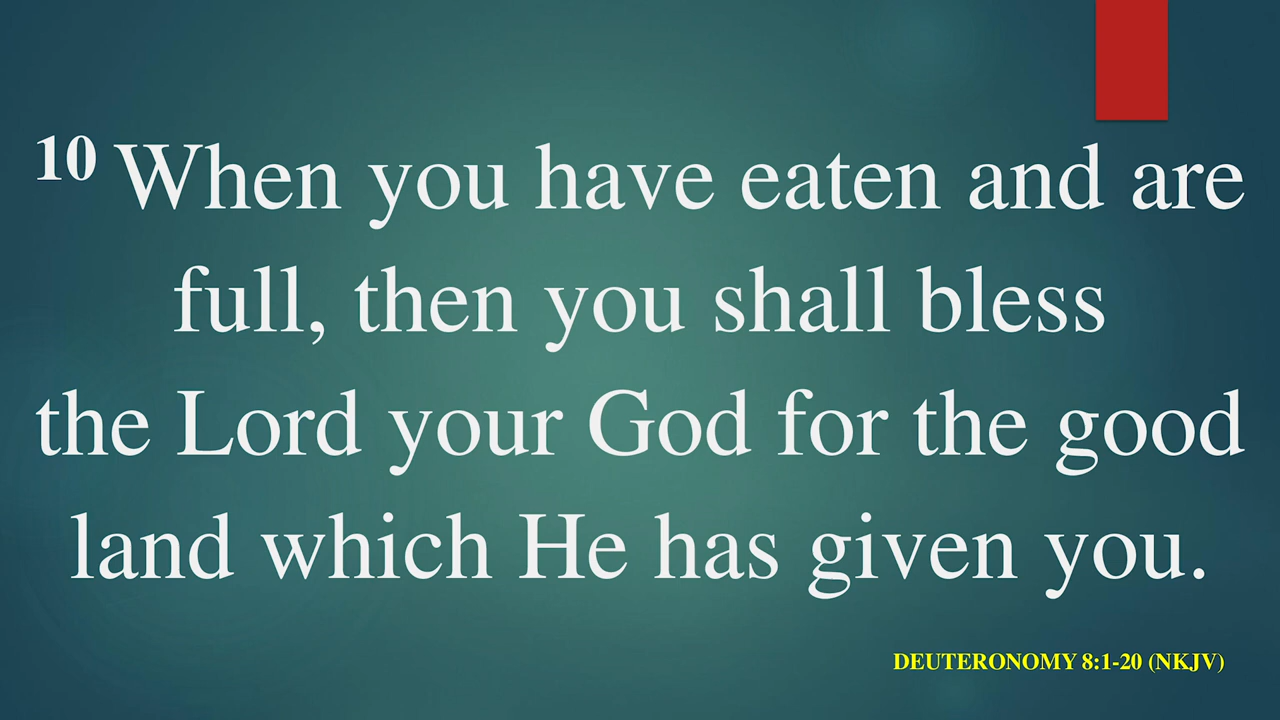 10 When you have eaten and are
full, then you shall bless
the Lord your God for the good
land which He has given you.
DEUTERONOMY 8:1-20 (NKJV)